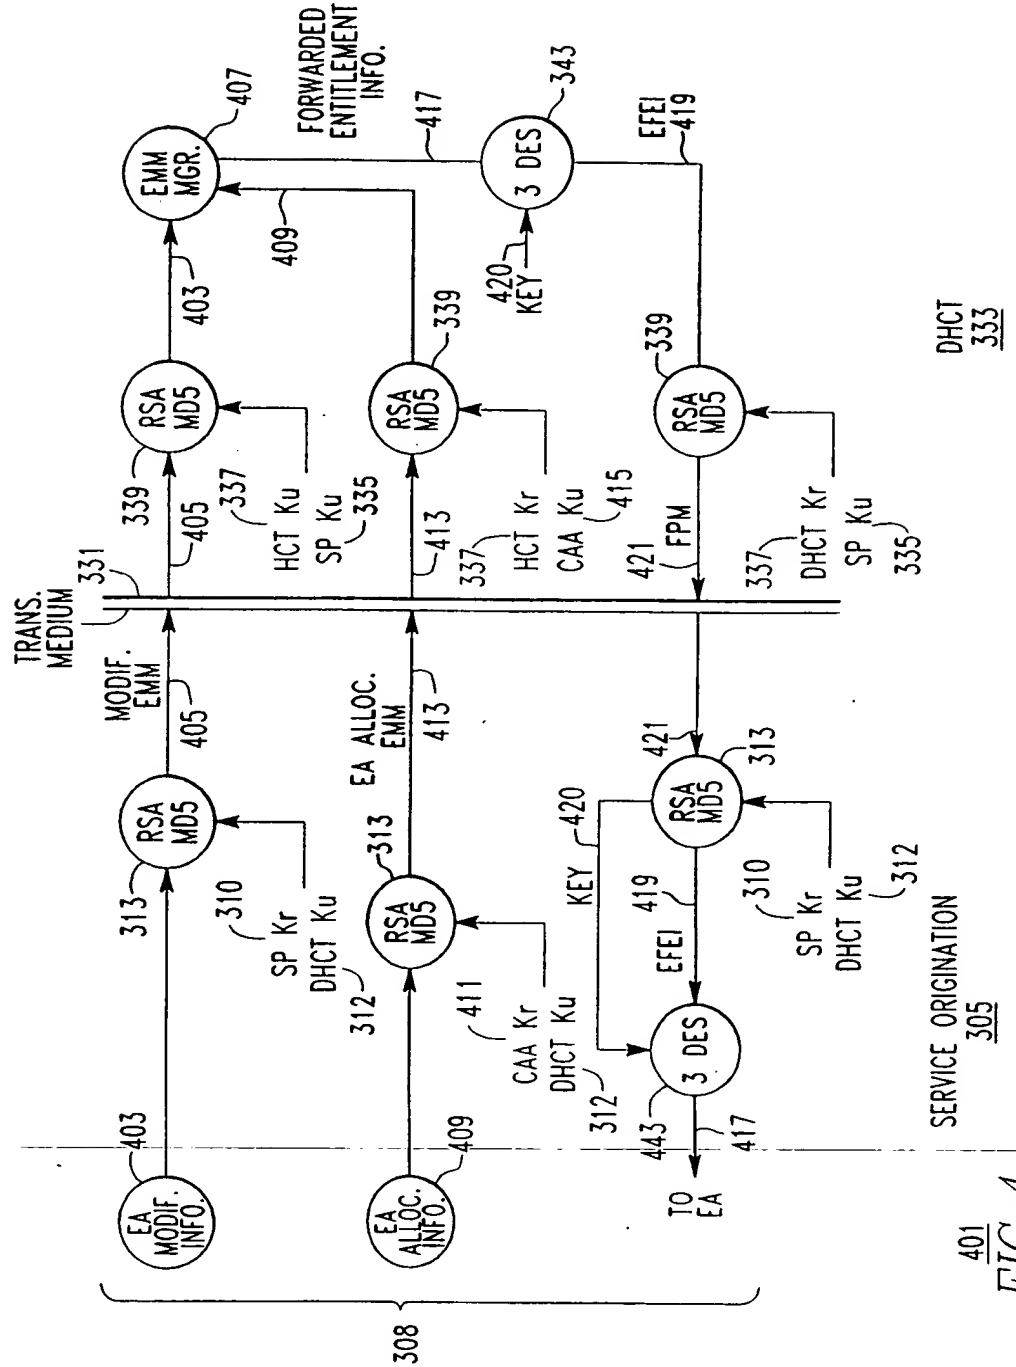 308
EA
MODIF.
INFO.
403
RSA
MD5
313
310
SP Kr
DHCT Ku
312
MODIF.
EMM
405
TRANS.
MEDIUM
331
405
339
RSA
MD5
337
HCT Ku
SP Ku
335
403
EMM
MGR.
407
EA
ALLOC.
INFO.
409
313
RSA
MD5
411
CAA Kr
DHCT Ku
312
EA ALLOC.
EMM
413
413
RSA
MD5
339
337
HCT Kr
CAA Ku
415
409
FORWARDED
ENTITLEMENT
INFO.
417
3 DES
343
420
KEY
EFEI
419
TO
EA
417
443
3 DES
KEY
420
EFEI
419
RSA
MD5
313
310
SP Kr
DHCT Ku
312
421
421
FPM
RSA
MD5
339
337
DHCT Kr
SP Ku
335
SERVICE ORIGINATION
305
DHCT
333
401